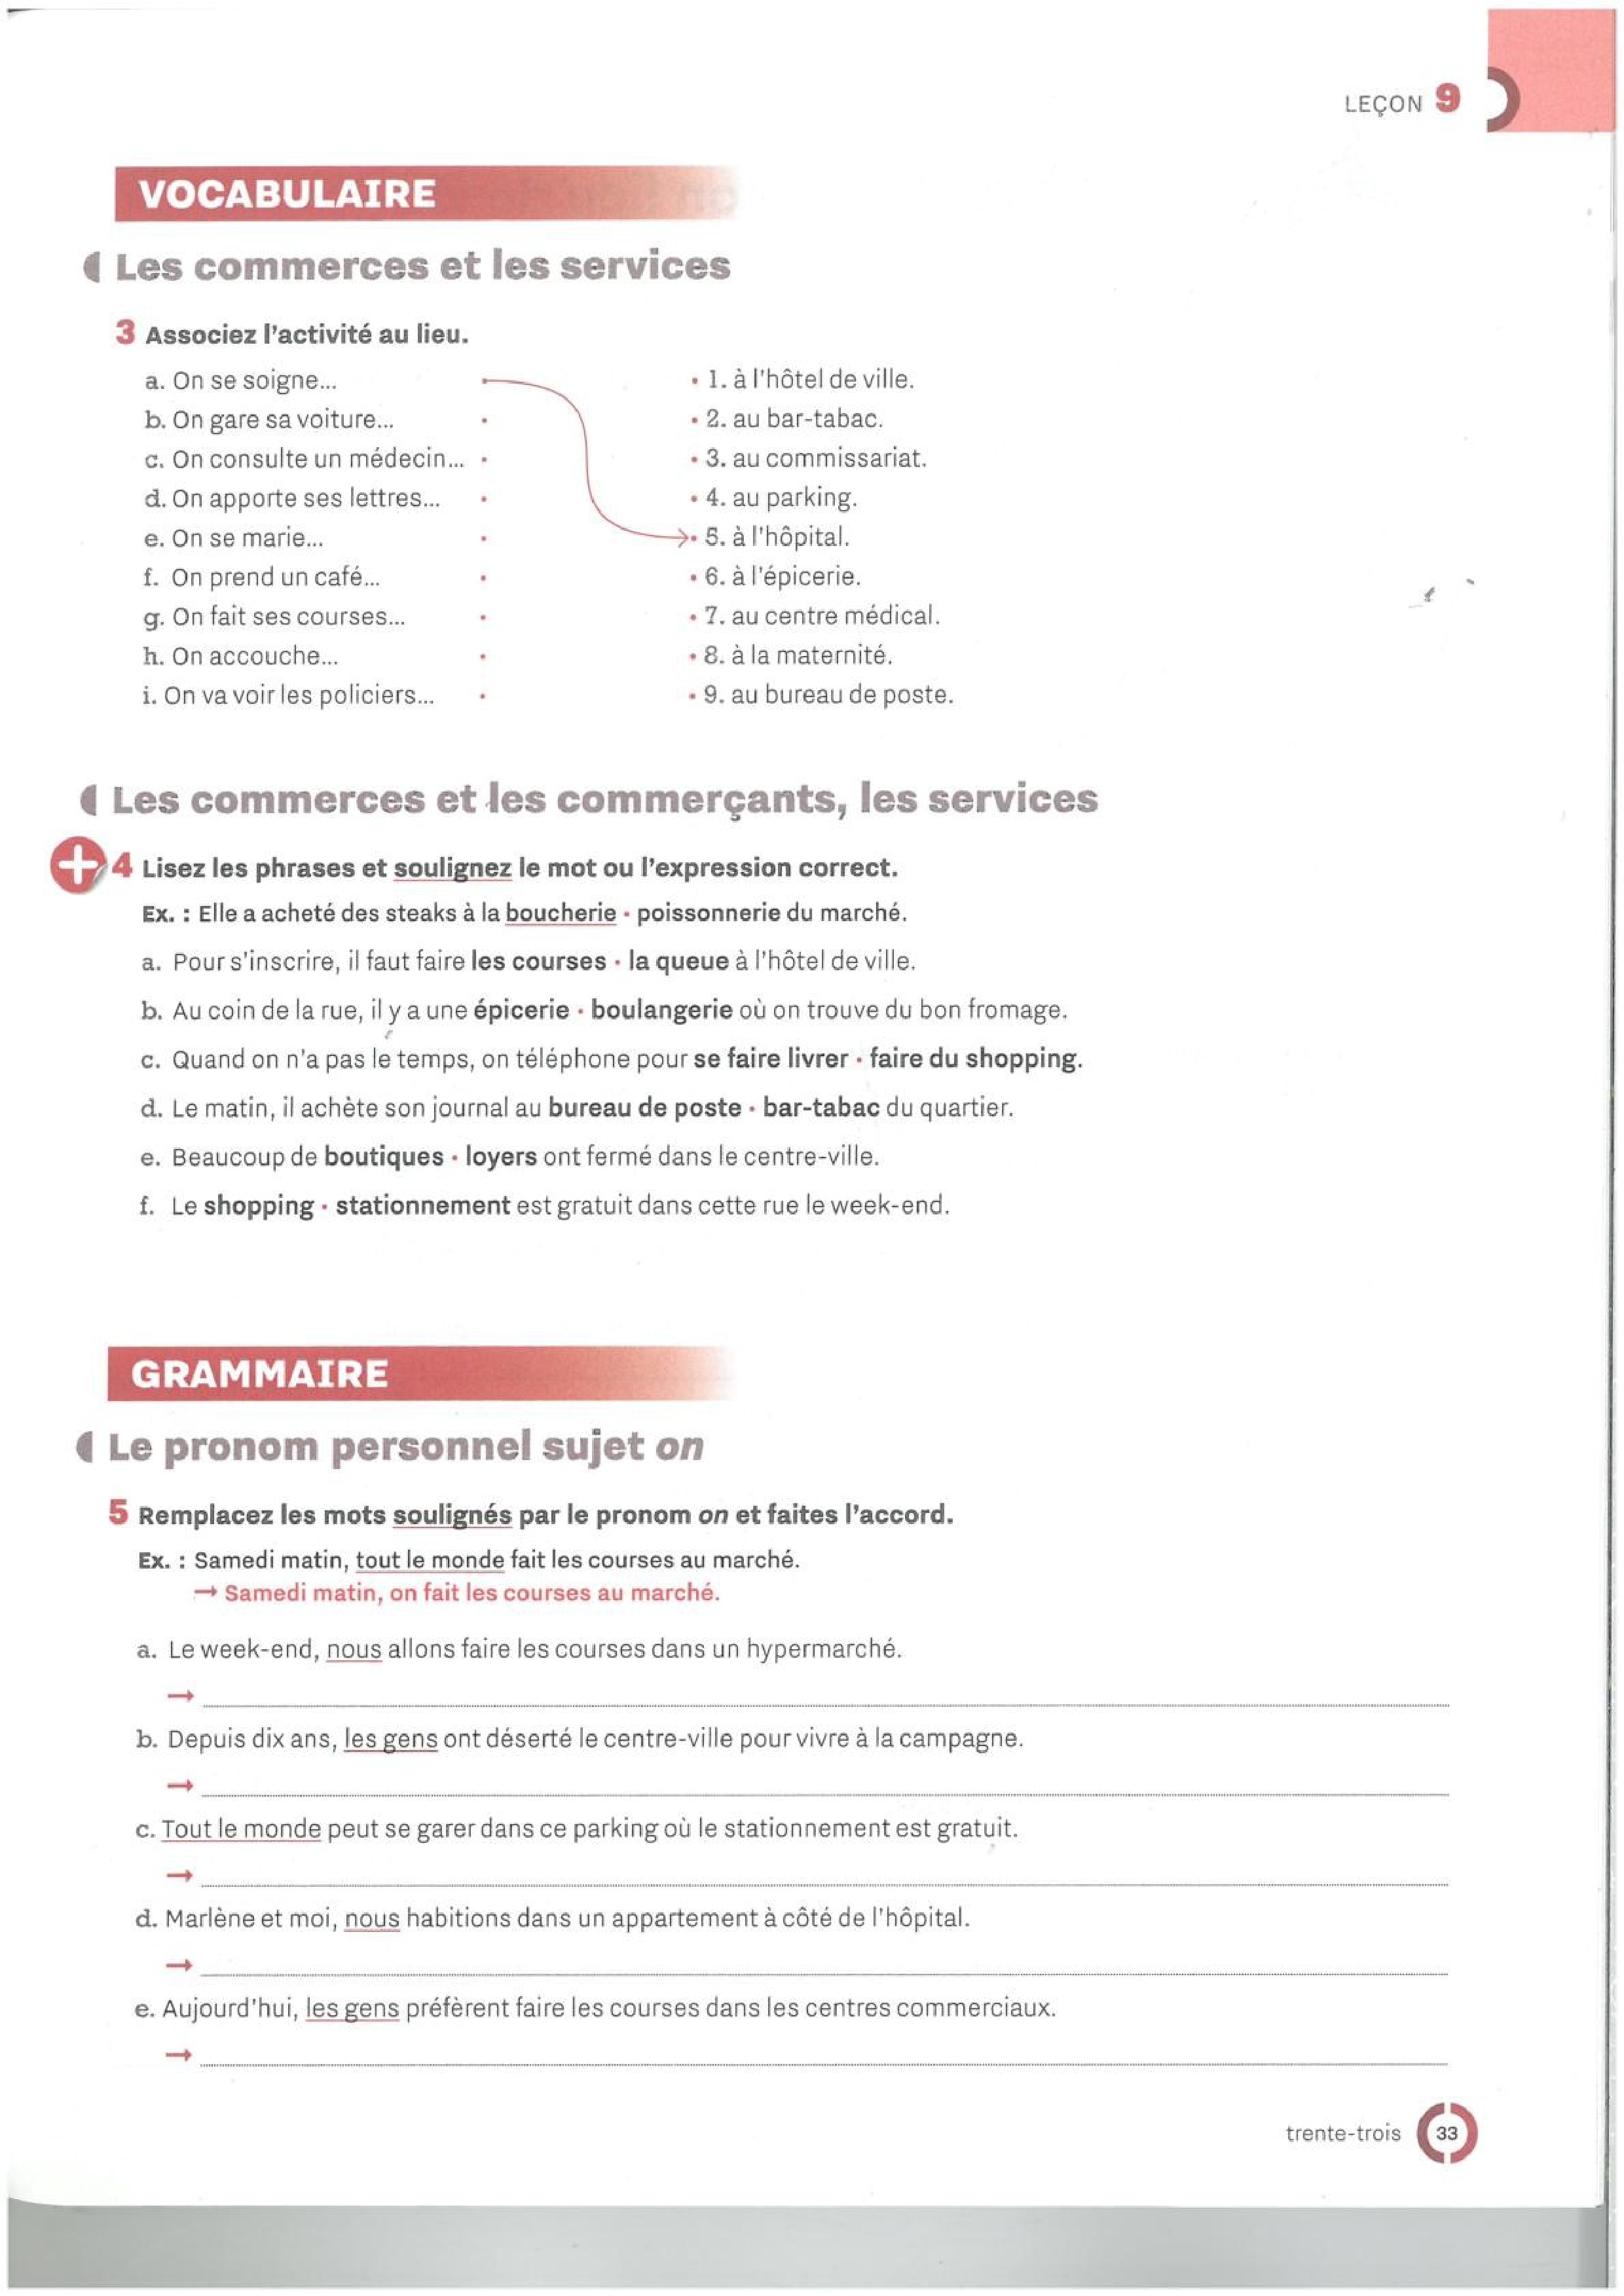 LEÇON 9
VOCABULAIRE
Les commerces et les services
3 Associez l'activité au lieu.
a. On se soigne... • 1. à l'hôtel de ville.
b. On gare sa voiture... • • 2. au bar-tabac.
c. On consulte un médecin... • • 3. au commissariat.
d. On apporte ses lettres... • • 4. au parking.
e. On se marie... • • 5. à l'hôpital.
f. On prend un café... • • 6. à l'épicerie.
g. On fait ses courses... • • 7. au centre médical.
h. On accouche... • • 8. à la maternité.
i. On va voir les policiers... • • 9. au bureau de poste.
Les commerces et les commerçants, les services
+ 4 Lisez les phrases et soulignez le mot ou l'expression correct.
Ex. : Elle a acheté des steaks à la boucherie • poissonnerie du marché.
a. Pour s'inscrire, il faut faire les courses • la queue à l'hôtel de ville.
b. Au coin de la rue, il y a une épicerie • boulangerie où on trouve du bon fromage.
c. Quand on n'a pas le temps, on téléphone pour se faire livrer • faire du shopping.
d. Le matin, il achète son journal au bureau de poste • bar-tabac du quartier.
e. Beaucoup de boutiques • loyers ont fermé dans le centre-ville.
f. Le shopping • stationnement est gratuit dans cette rue le week-end.
GRAMMAIRE
Le pronom personnel sujet on
5 Remplacez les mots soulignés par le pronom on et faites l'accord.
Ex. : Samedi matin, tout le monde fait les courses au marché.
→ Samedi matin, on fait les courses au marché.
a. Le week-end, nous allons faire les courses dans un hypermarché.
→
b. Depuis dix ans, les gens ont déserté le centre-ville pour vivre à la campagne.
→
c. Tout le monde peut se garer dans ce parking où le stationnement est gratuit.
→
d. Marlène et moi, nous habitions dans un appartement à côté de l'hôpital.
→
e. Aujourd'hui, les gens préfèrent faire les courses dans les centres commerciaux.
→
trente-trois 33